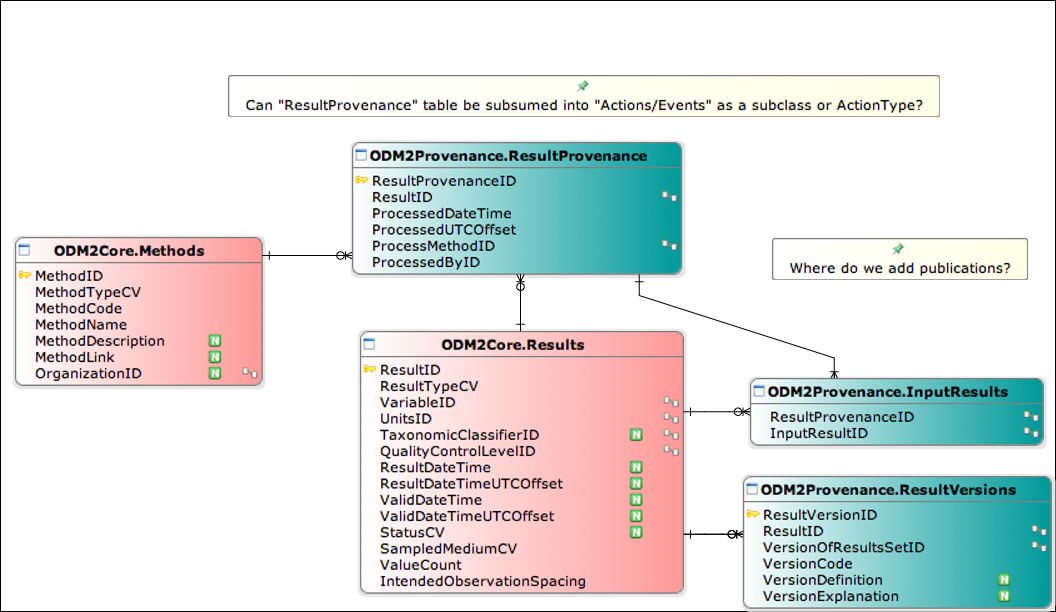 Can "ResultProvenance" table be subsumed into "Actions/Events" as a subclass or ActionType?
ODM2Provenance.ResultProvenance
ResultProvenanceID
ResultID
ProcessedDateTime
ProcessedUTCOffset
ProcessMethodID
ProcessedByID
ODM2Core.Methods
MethodID
MethodTypeCV
MethodCode
MethodName
MethodDescription N
MethodLink N
OrganizationID N
Where do we add publications?
ODM2Core.Results
ResultID
ResultTypeCV
VariableID
UnitsID
TaxonomicClassifierID N
QualityControlLevelID
ResultDateTime N
ResultDateTimeUTCOffset N
ValidDateTime N
ValidDateTimeUTCOffset N
StatusCV N
SampledMediumCV
ValueCount
IntendedObservationSpacing
ODM2Provenance.InputResults
ResultProvenanceID
InputResultID
ODM2Provenance.ResultVersions
ResultVersionID
ResultID
VersionOfResultsSetID
VersionCode
VersionDefinition N
VersionExplanation N